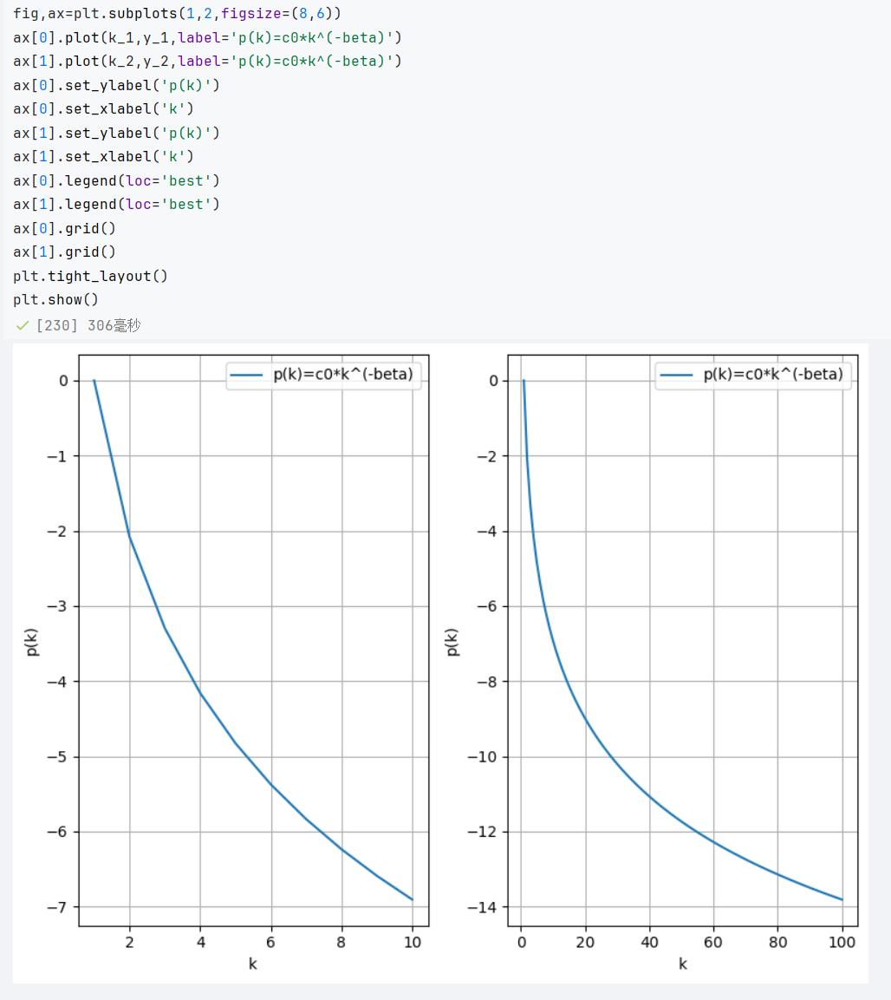 fig,ax=plt.subplots(1,2,figsize=(8,6))
ax[0].plot(k_1,y_1,label='p(k)=c0*k^(-beta)')
ax[1].plot(k_2,y_2,label='p(k)=c0*k^(-beta)')
ax[0].set_ylabel('p(k)')
ax[0].set_xlabel('k')
ax[1].set_ylabel('p(k)')
ax[1].set_xlabel('k')
ax[0].legend(loc='best')
ax[1].legend(loc='best')
ax[0].grid()
ax[1].grid()
plt.tight_layout()
plt.show()
[230] 306毫秒
p(k)=c0*k^(-beta)
0
−1
−2
−3
−4
−5
−6
−7
p(k)
2 4 6 8 10
k
p(k)=c0*k^(-beta)
0
−2
−4
−6
−8
−10
−12
−14
p(k)
0 20 40 60 80 100
k